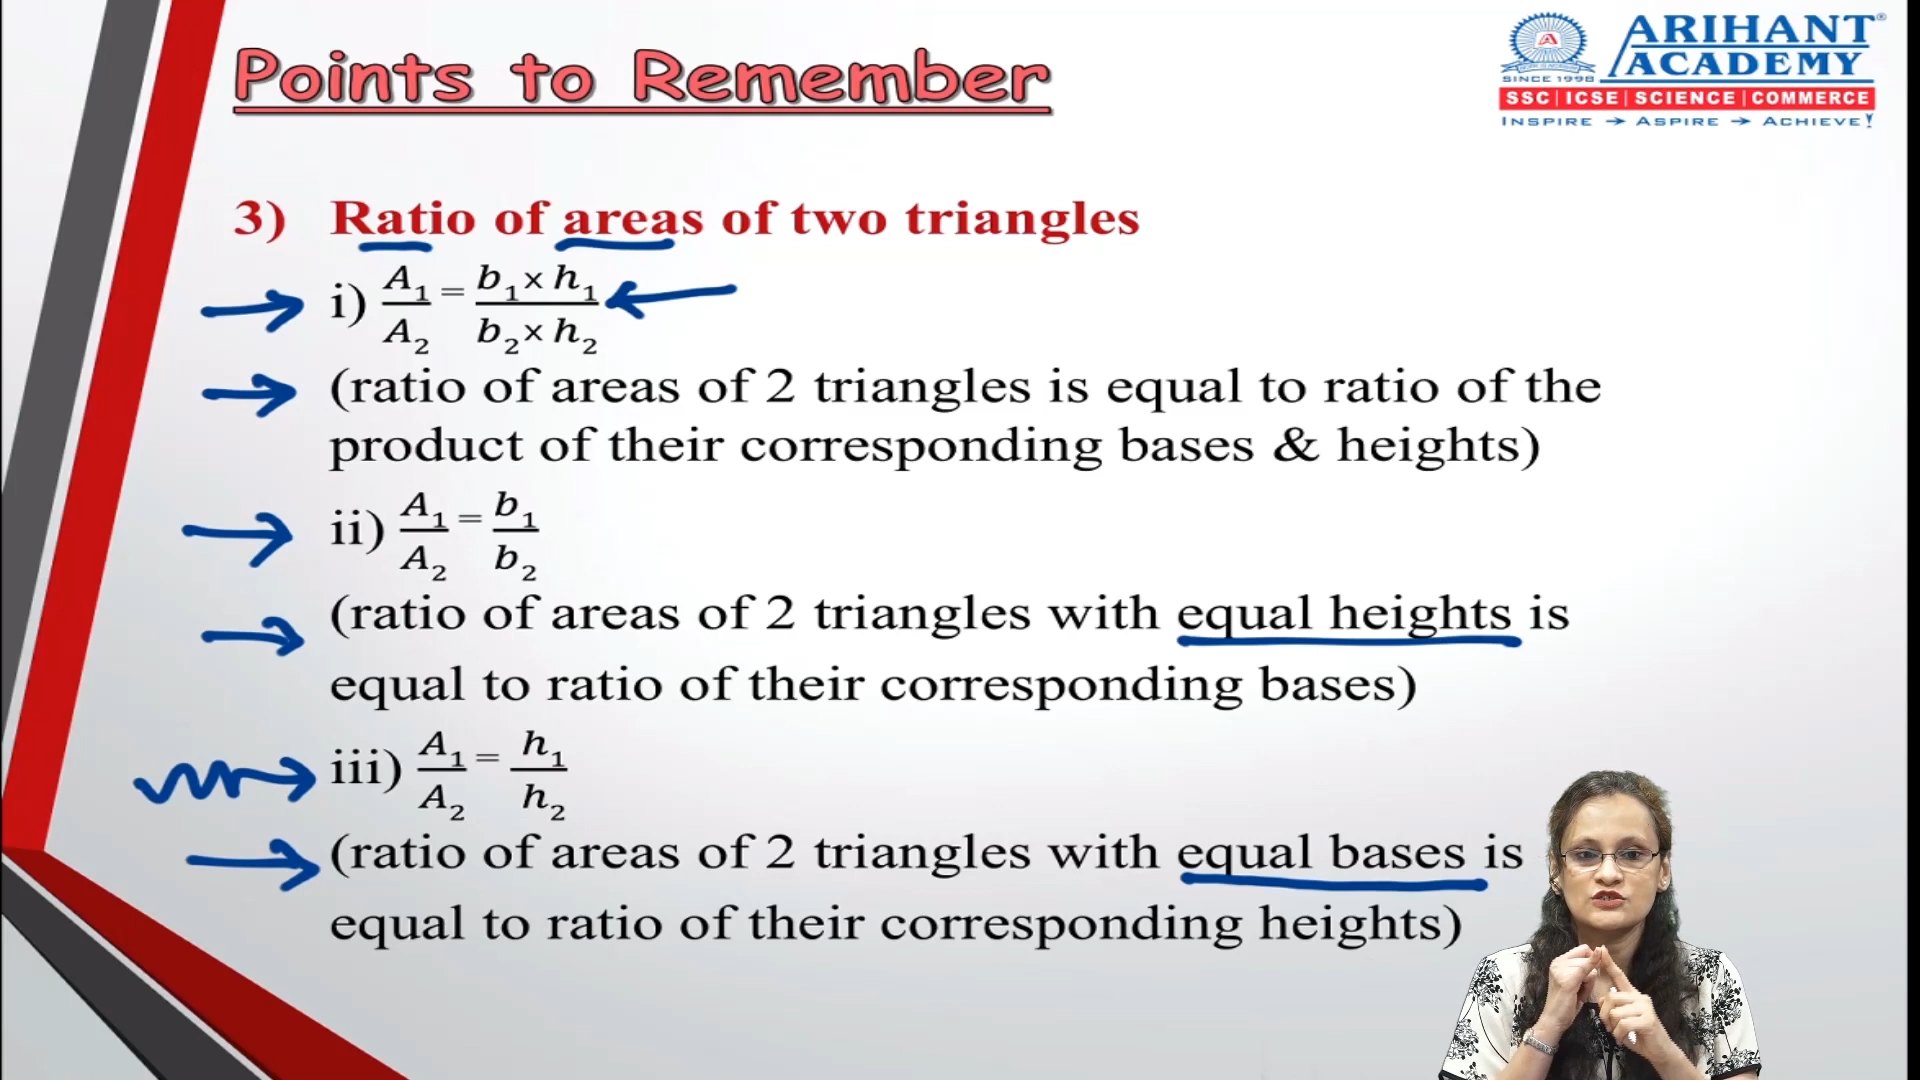 Points to Remember
ARIHANT
ACADEMY
SINCE 1998
SSC | ICSE | SCIENCE | COMMERCE
INSPIRE → ASPIRE → ACHIEVE!
3) Ratio of areas of two triangles
i) A₁/A₂ = b₁ × h₁/b₂ × h₂
(ratio of areas of 2 triangles is equal to ratio of the
product of their corresponding bases & heights)
ii) A₁/A₂ = b₁/b₂
(ratio of areas of 2 triangles with equal heights is
equal to ratio of their corresponding bases)
iii) A₁/A₂ = h₁/h₂
(ratio of areas of 2 triangles with equal bases is
equal to ratio of their corresponding heights)